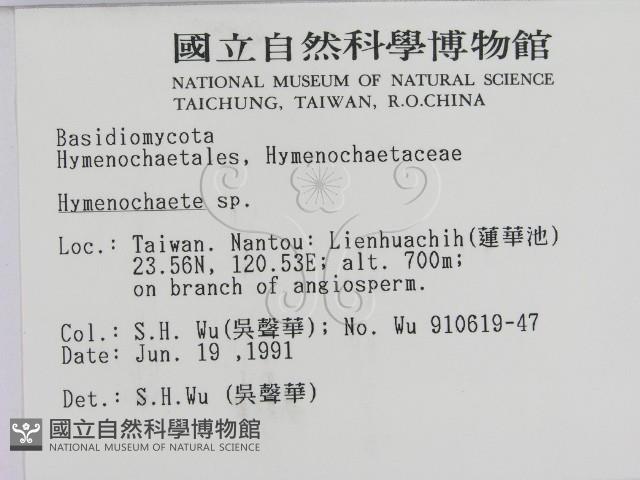 國立自然科學博物館
NATIONAL MUSEUM OF NATURAL SCIENCE
TAICHUNG, TAIWAN, R.O.CHINA
Basidiomycota
Hymenochaetales, Hymenochaetaceae
Hymenochaete sp.
Loc.: Taiwan. Nantou: Lienhuachih(蓮華池)
23.56N, 120.53E; alt. 700m;
on branch of angiosperm.
Col.: S.H. Wu(吳聲華); No. Wu 910619-47
Date: Jun. 19 ,1991
Det.: S.H.Wu (吳聲華)
國立自然科學博物館
NATIONAL MUSEUM OF NATURAL SCIENCE